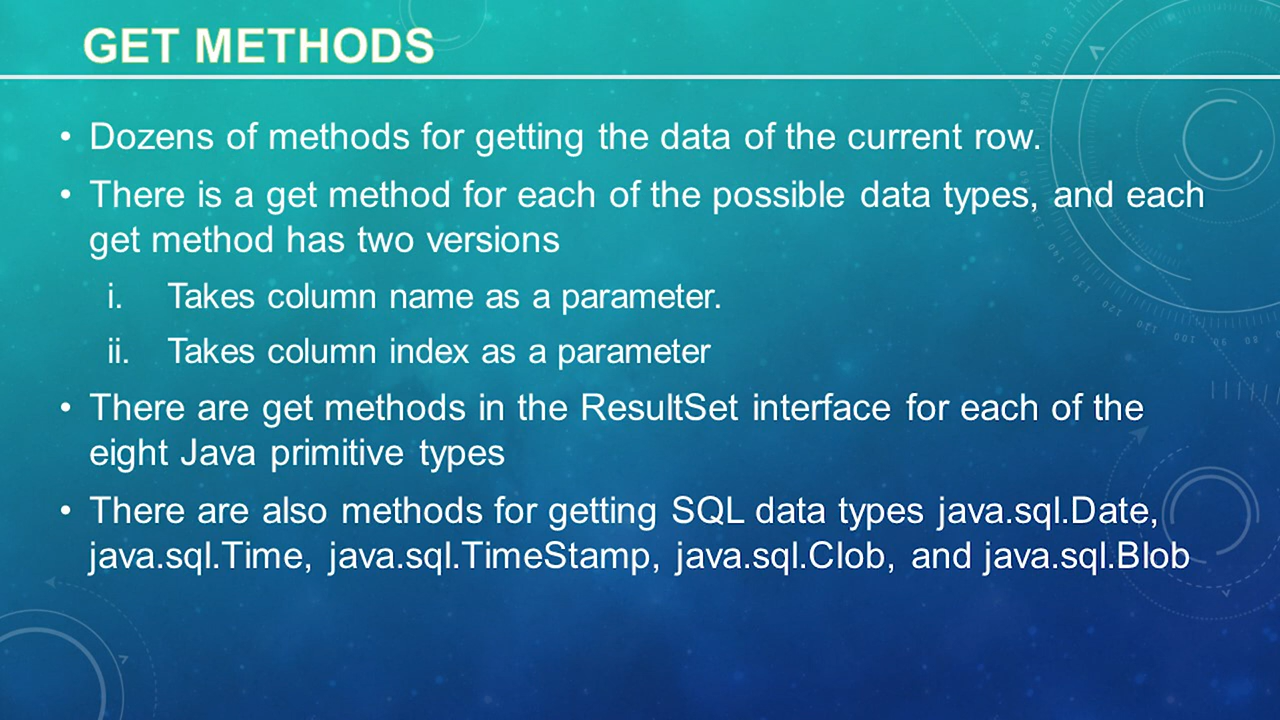 GET METHODS
• Dozens of methods for getting the data of the current row.
• There is a get method for each of the possible data types, and each
get method has two versions
i. Takes column name as a parameter.
ii. Takes column index as a parameter
• There are get methods in the ResultSet interface for each of the
eight Java primitive types
• There are also methods for getting SQL data types java.sql.Date,
java.sql.Time, java.sql.TimeStamp, java.sql.Clob, and java.sql.Blob